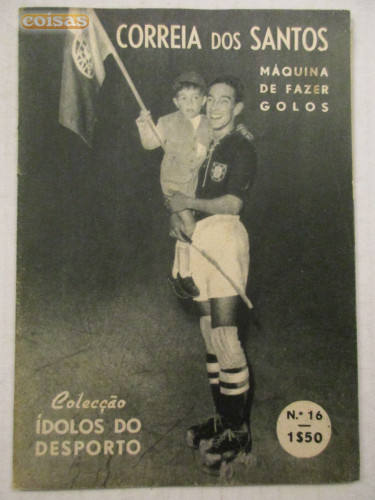 coisas
CORREIA DOS SANTOS
MÁQUINA
DE FAZER
GOLOS
Colecção
ÍDOLOS DO
DESPORTO
N.º 16
1$50